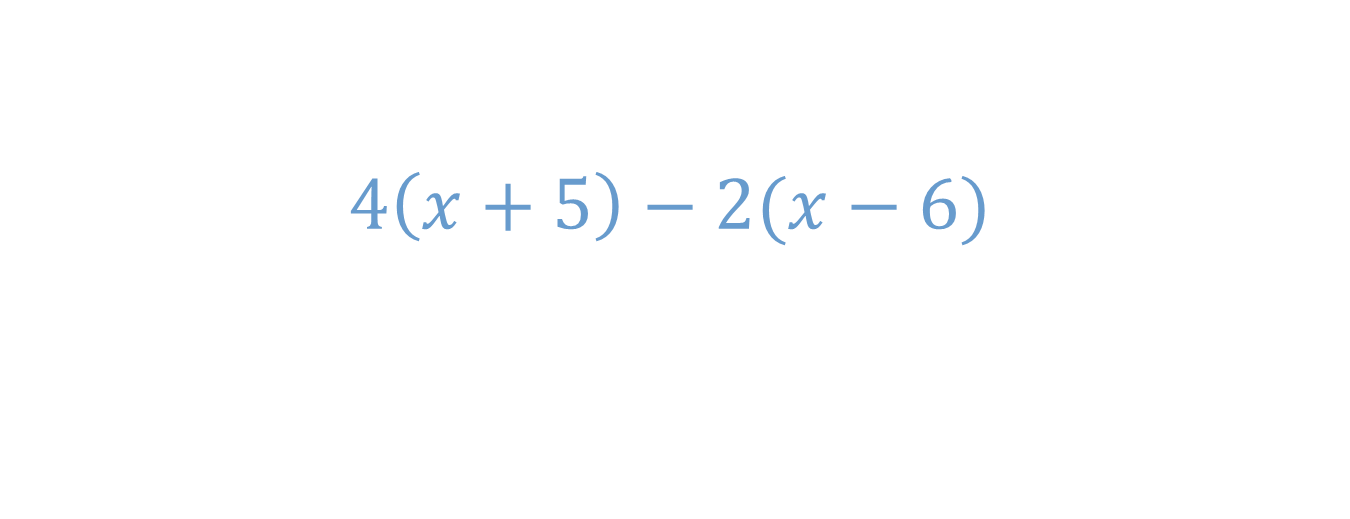 4(x + 5) − 2(x − 6)